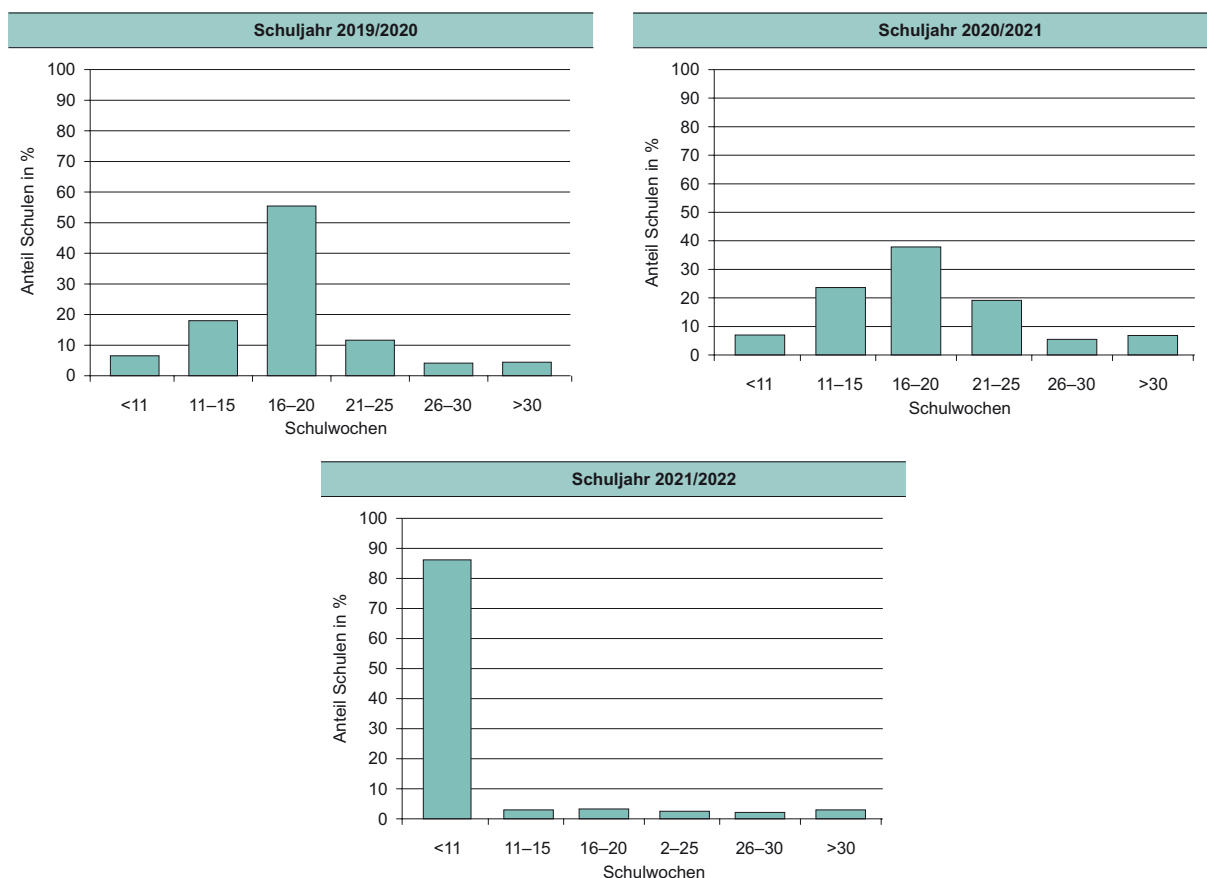 Schuljahr 2019/2020
Anteil Schulen in %
100
90
80
70
60
50
40
30
20
10
0
<11 11–15 16–20 21–25 26–30 >30
Schulwochen
Schuljahr 2020/2021
Anteil Schulen in %
100
90
80
70
60
50
40
30
20
10
0
<11 11–15 16–20 21–25 26–30 >30
Schulwochen
Schuljahr 2021/2022
Anteil Schulen in %
100
90
80
70
60
50
40
30
20
10
0
<11 11–15 16–20 2–25 26–30 >30
Schulwochen